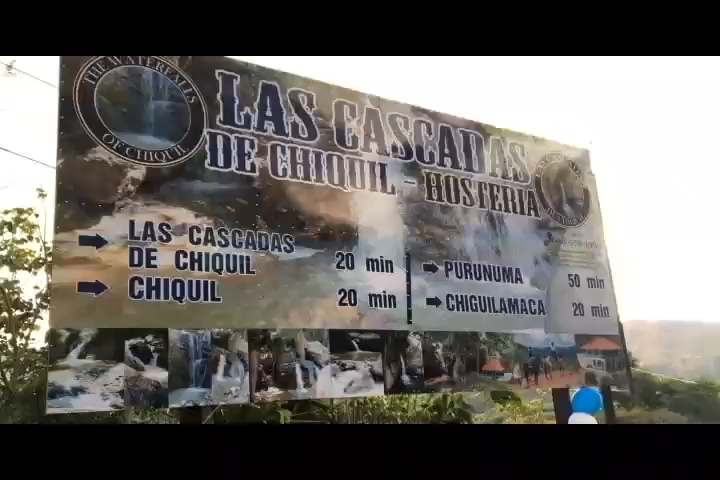 THE WATERFALLS
OF CHIQUIL
LAS CASCADAS
DE CHIQUIL - HOSTERIA
LAS CASCADAS
DE CHIQUIL 20 min
CHIQUIL 20 min
PURUNUMA 50 min
CHIGUILAMACA 20 min